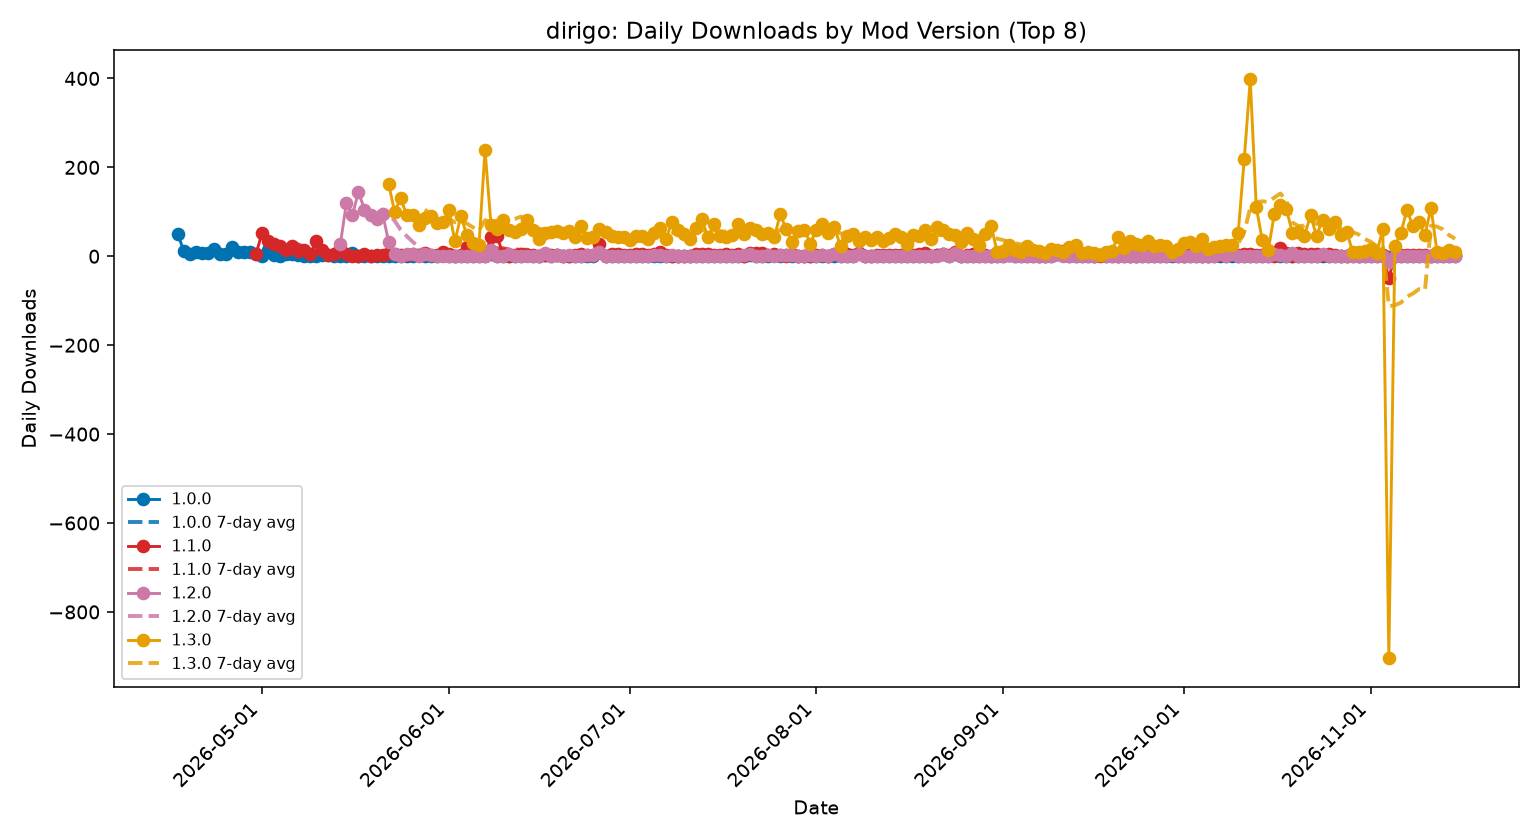 dirigo: Daily Downloads by Mod Version (Top 8)
Daily Downloads
400
200
0
−200
−400
−600
−800
1.0.0
1.0.0 7-day avg
1.1.0
1.1.0 7-day avg
1.2.0
1.2.0 7-day avg
1.3.0
1.3.0 7-day avg
2026-05-01
2026-06-01
2026-07-01
2026-08-01
2026-09-01
2026-10-01
2026-11-01
Date